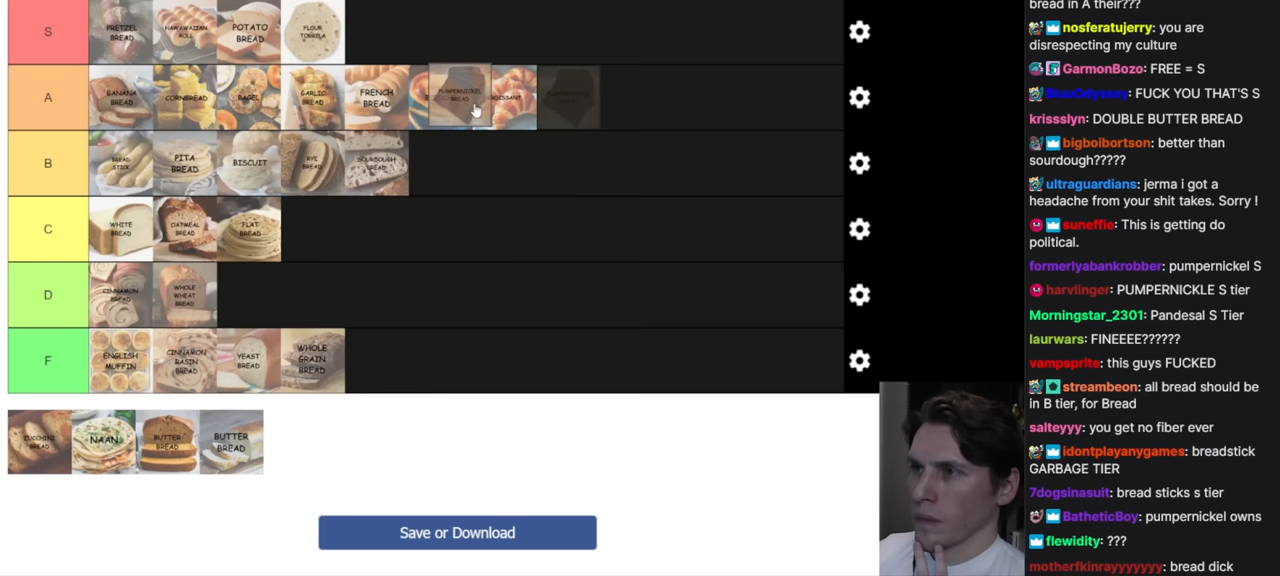 S
PRETZEL
BREAD
HAWAIIAN
ROLL
POTATO
BREAD
FLOUR
TORTILLA
A
BANANA
BREAD
CORNBREAD
BAGEL
GARLIC
BREAD
FRENCH
BREAD
PUMPERNICKEL
BREAD
B
BREAD
STICK
PITA
BREAD
BISCUIT
RYE
BREAD
SOURDOUGH
BREAD
C
WHITE
BREAD
OATMEAL
BREAD
FLAT
BREAD
D
CINNAMON
BREAD
WHOLE
WHEAT
BREAD
F
ENGLISH
MUFFIN
CINNAMON
RASIN
BREAD
YEAST
BREAD
WHOLE
GRAIN
BREAD
ZUCCHINI
BREAD
NAAN
BUTTER
BREAD
BUTTER
BREAD
Save or Download
bread in A their???
nosferatujerry: you are
disrespecting my culture
GarmonBozo: FREE = S
BluuOdyssey: FUCK YOU THAT'S S
krissslyn: DOUBLE BUTTER BREAD
bigboibortson: better than
sourdough?????
ultraguardians: jerma i got a
headache from your shit takes. Sorry !
suneffie: This is getting do
political.
formerlyabankrobber: pumpernickel S
harvlinger: PUMPERNICKLE S tier
Morningstar_2301: Pandesal S Tier
laurwars: FINEEEE??????
vampsprite: this guys FUCKED
streambeon: all bread should be
in B tier, for Bread
salteyyy: you get no fiber ever
idontplayanygames: breadstick
GARBAGE TIER
7dogsinasuit: bread sticks s tier
BatheticBoy: pumpernickel owns
flewidity: ???
motherfkinrayyyyyyy: bread dick